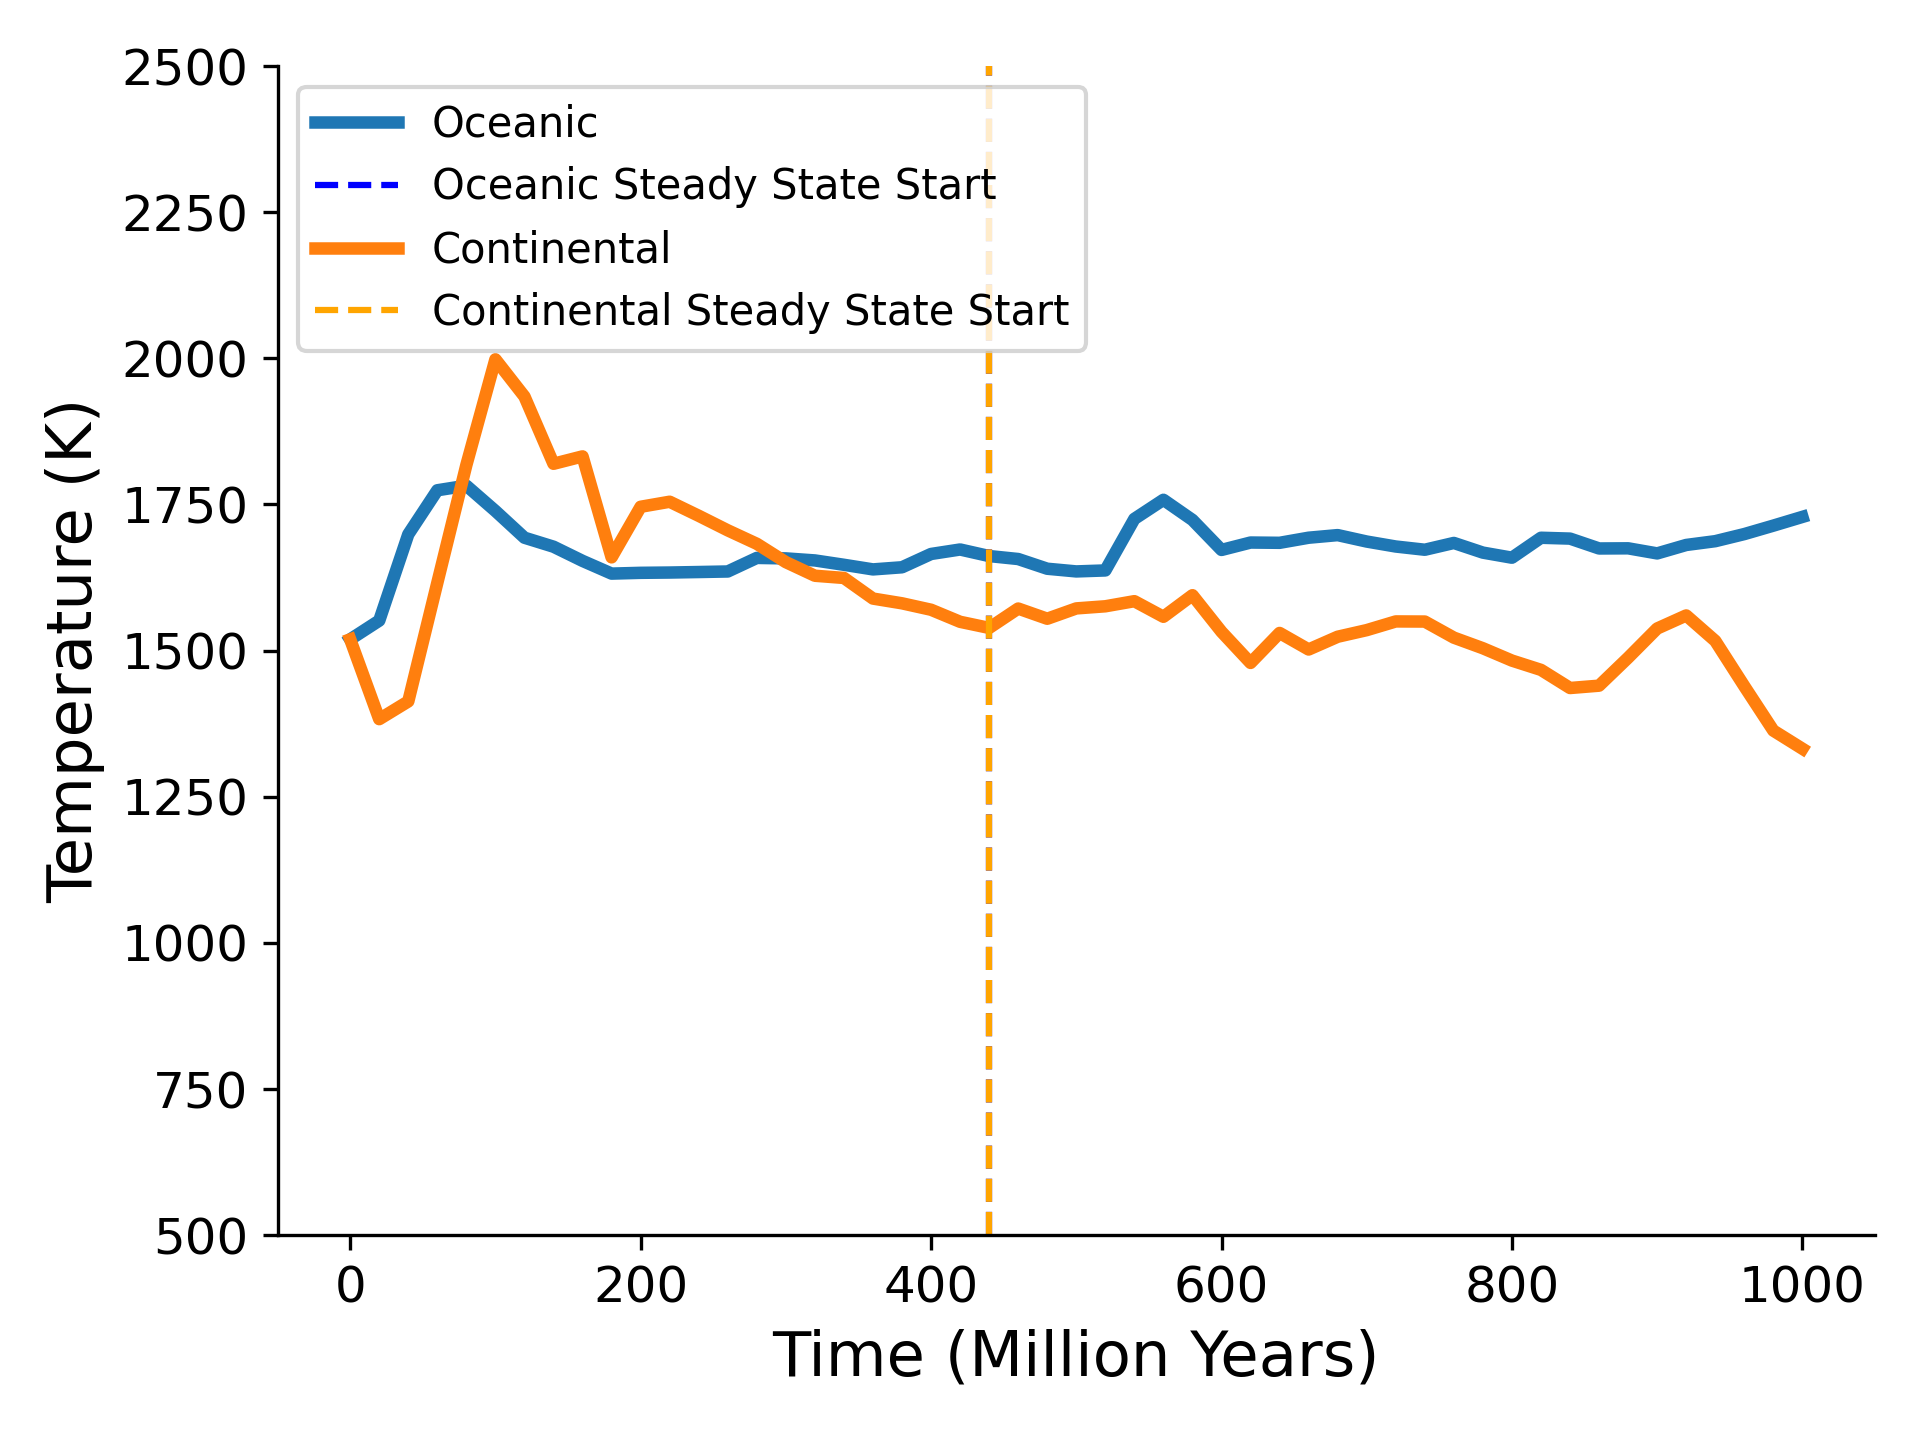 2500
2250
2000
1750
1500
1250
1000
750
500
Temperature (K)
Oceanic
Oceanic Steady State Start
Continental
Continental Steady State Start
0 200 400 600 800 1000
Time (Million Years)